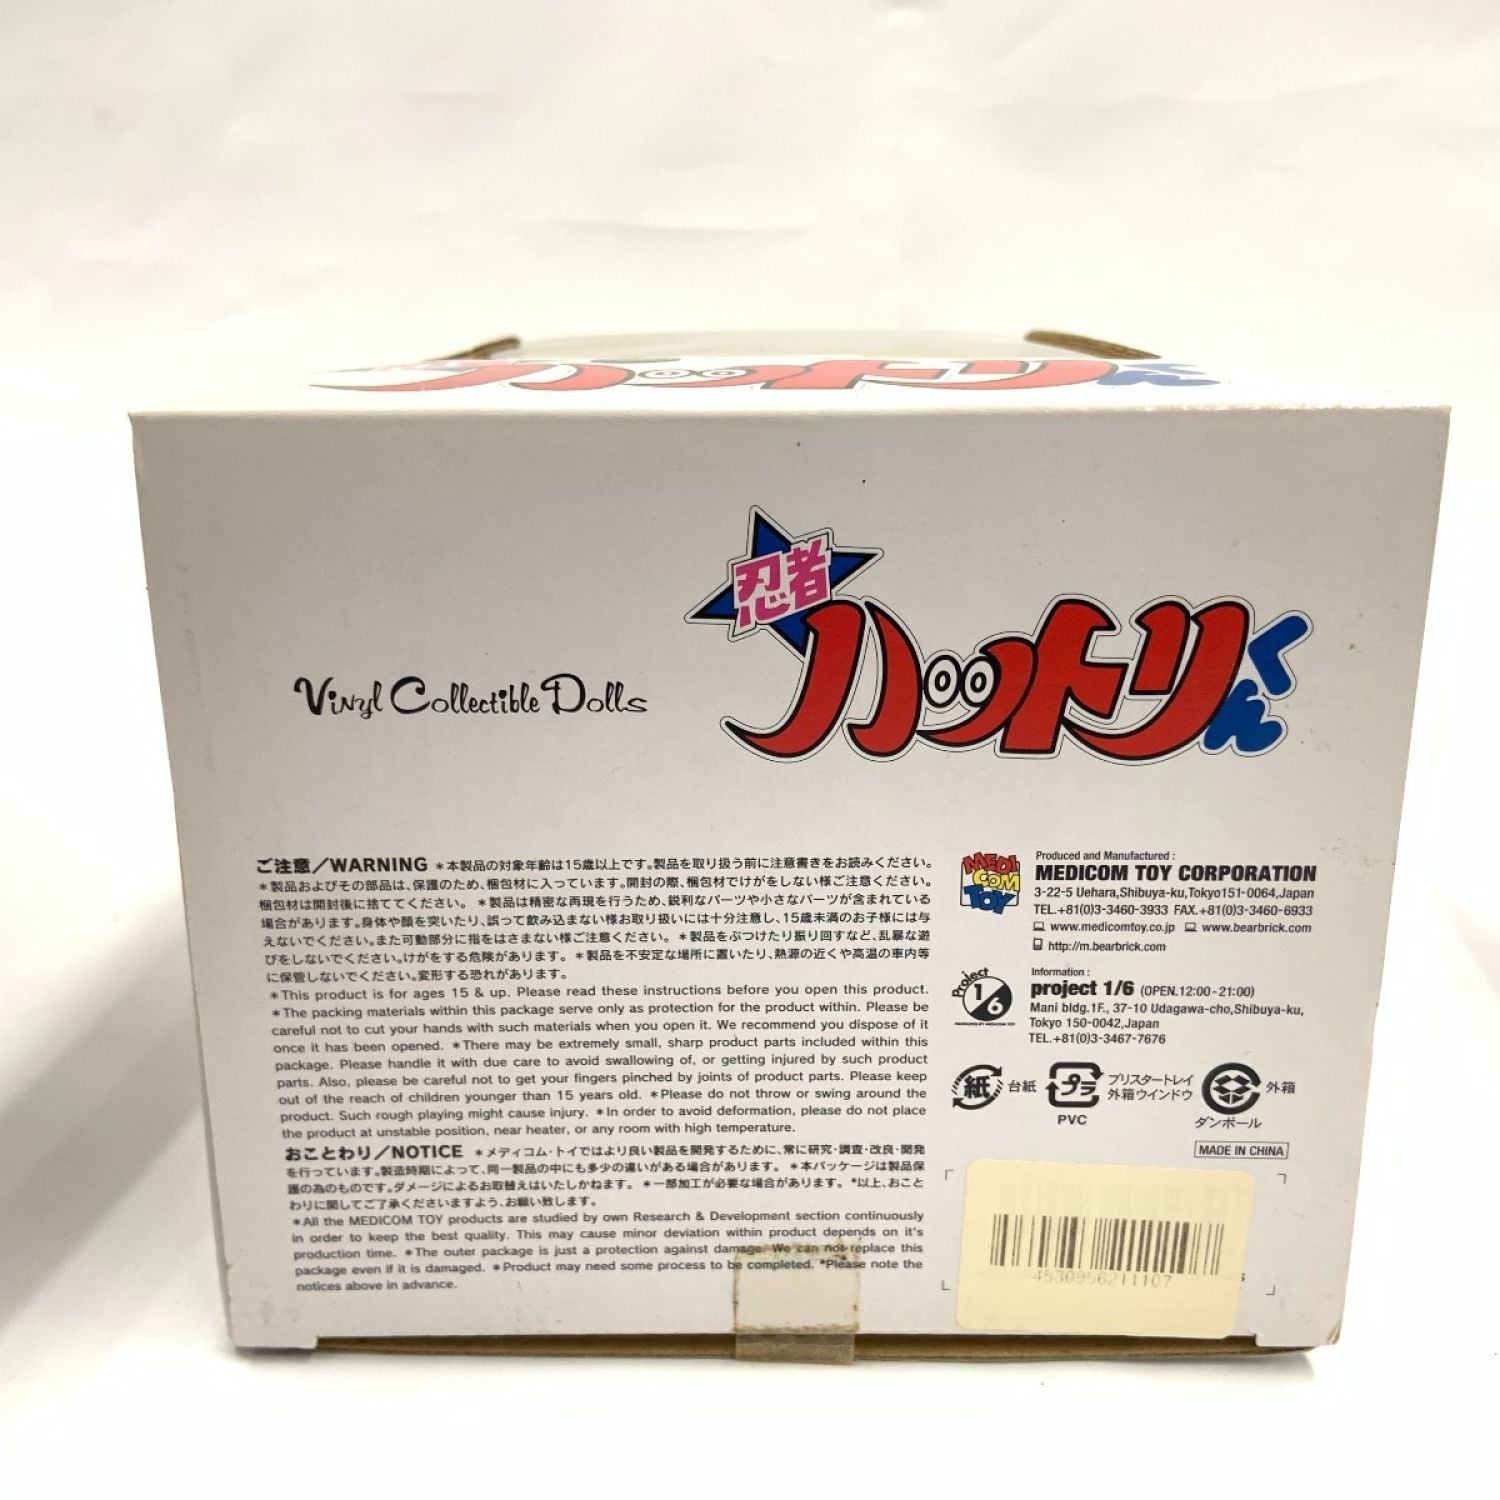 ハットリくん
忍者
ハットリくん
Vinyl Collectible Dolls
ご注意／WARNING ＊本製品の対象年齢は15歳以上です。製品を取り扱う前に注意書きをお読みください。
＊製品およびその部品は、保護のため、梱包材に入っています。開封の際、梱包材でけがをしない様ご注意ください。
梱包材は開封後に捨ててください。 ＊製品は精密な再現を行うため、鋭利なパーツや小さなパーツが含まれている
場合があります。身体や顔を突いたり、誤って飲み込まない様お取り扱いには十分注意し、15歳未満のお子様には与
えないでください。また可動部分に指をはさまない様ご注意ください。 ＊製品をぶつけたり振り回すなど、乱暴な遊
びをしないでください。けがをする危険があります。 ＊製品を不安定な場所に置いたり、熱源の近くや高温の車内等
に保管しないでください。変形する恐れがあります。
＊This product is for ages 15 & up. Please read these instructions before you open this product.
＊The packing materials within this package serve only as protection for the product within. Please be
careful not to cut your hands with such materials when you open it. We recommend you dispose of it
once it has been opened. ＊There may be extremely small, sharp product parts included within this
package. Please handle it with due care to avoid swallowing of, or getting injured by such product
parts. Also, please be careful not to get your fingers pinched by joints of product parts. Please keep
out of the reach of children younger than 15 years old. ＊Please do not throw or swing around the
product. Such rough playing might cause injury. ＊In order to avoid deformation, please do not place
the product at unstable position, near heater, or any room with high temperature.
おことわり／NOTICE ＊メディコム・トイではより良い製品を開発するために、常に研究・調査・改良・開発
を行っています。製造時期によって、同一製品の中にも多少の違いがある場合があります。 ＊本パッケージは製品保
護の為のものです。ダメージによるお取替えはいたしかねます。 ＊一部加工が必要な場合があります。 *以上、おこと
わりに関してご了承くださいますよう、お願い致します。
＊All the MEDICOM TOY products are studied by own Research & Development section continuously
in order to keep the best quality. This may cause minor deviation within product depends on it's
production time. ＊The outer package is just a protection against damage. We can not replace this
package even if it is damaged. ＊Product may need some process to be completed. *Please note the
notices above in advance.
MEDI
COM
TOY
Produced and Manufactured :
MEDICOM TOY CORPORATION
3-22-5 Uehara,Shibuya-ku,Tokyo151-0064,Japan
TEL.+81(0)3-3460-3933 FAX.+81(0)3-3460-6933
www.medicomtoy.co.jp www.bearbrick.com
http://m.bearbrick.com
Project
1/6
PRODUCED BY MEDICOM TOY
Information :
project 1/6 (OPEN.12:00-21:00)
Mani bldg.1F., 37-10 Udagawa-cho,Shibuya-ku,
Tokyo 150-0042,Japan
TEL.+81(0)3-3467-7676
紙 台紙
プラ
ブリスタートレイ
外箱ウインドウ
PVC
外箱
ダンボール
MADE IN CHINA
4530956211107